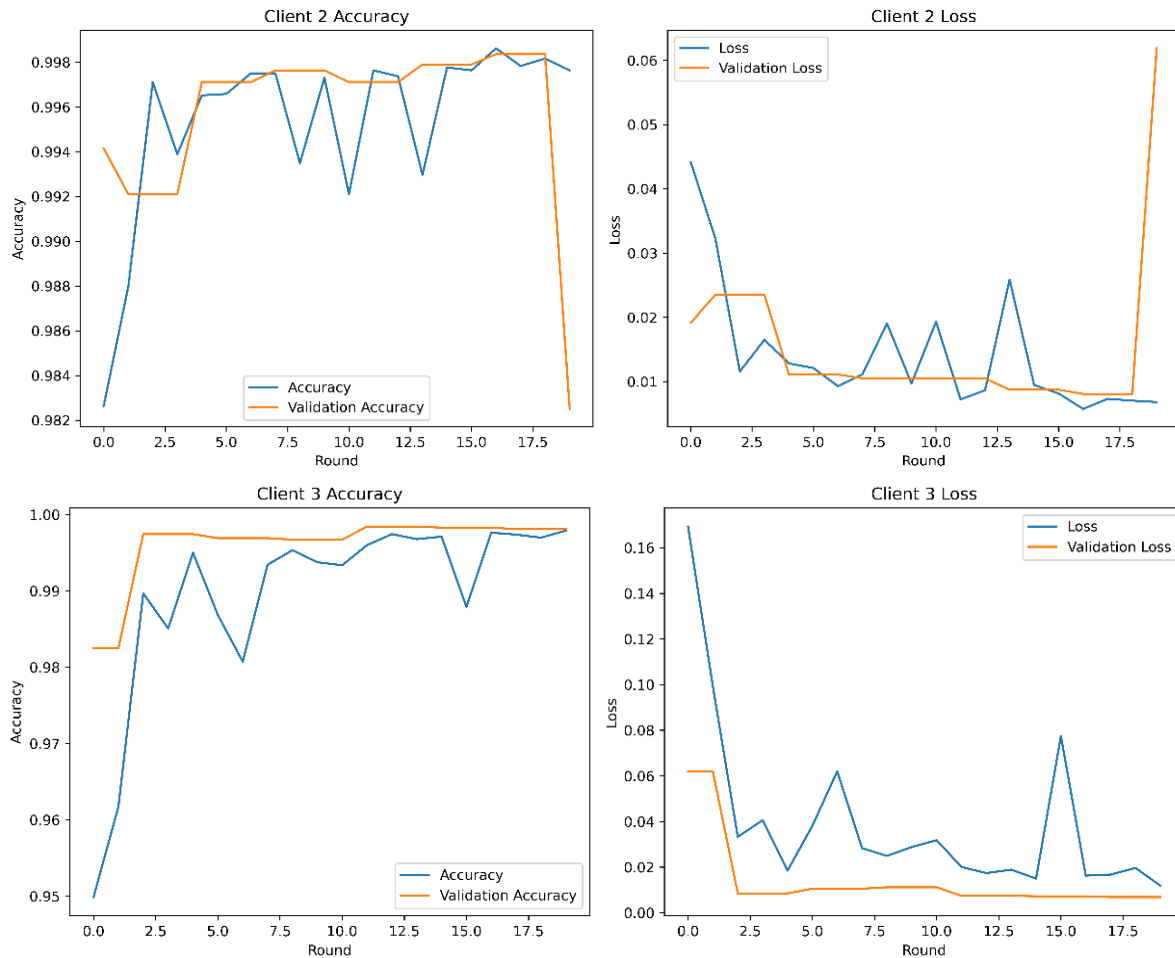 Client 2 Accuracy
0.998
0.996
0.994
0.992
0.990
0.988
0.986
0.984
0.982
Accuracy
Accuracy
Validation Accuracy
0.0 2.5 5.0 7.5 10.0 12.5 15.0 17.5
Round
Client 2 Loss
Loss
Validation Loss
0.06
0.05
0.04
0.03
0.02
0.01
Loss
0.0 2.5 5.0 7.5 10.0 12.5 15.0 17.5
Round
Client 3 Accuracy
1.00
0.99
0.98
0.97
0.96
0.95
Accuracy
Accuracy
Validation Accuracy
0.0 2.5 5.0 7.5 10.0 12.5 15.0 17.5
Round
Client 3 Loss
Loss
Validation Loss
0.16
0.14
0.12
0.10
0.08
0.06
0.04
0.02
0.00
Loss
0.0 2.5 5.0 7.5 10.0 12.5 15.0 17.5
Round